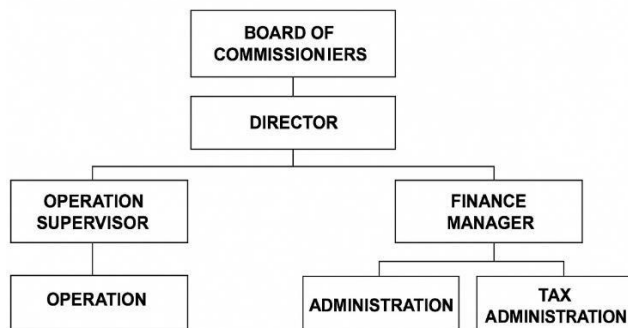 BOARD OF
COMMISSIONIERS
DIRECTOR
OPERATION
SUPERVISOR
FINANCE
MANAGER
OPERATION
ADMINISTRATION
TAX
ADMINISTRATION